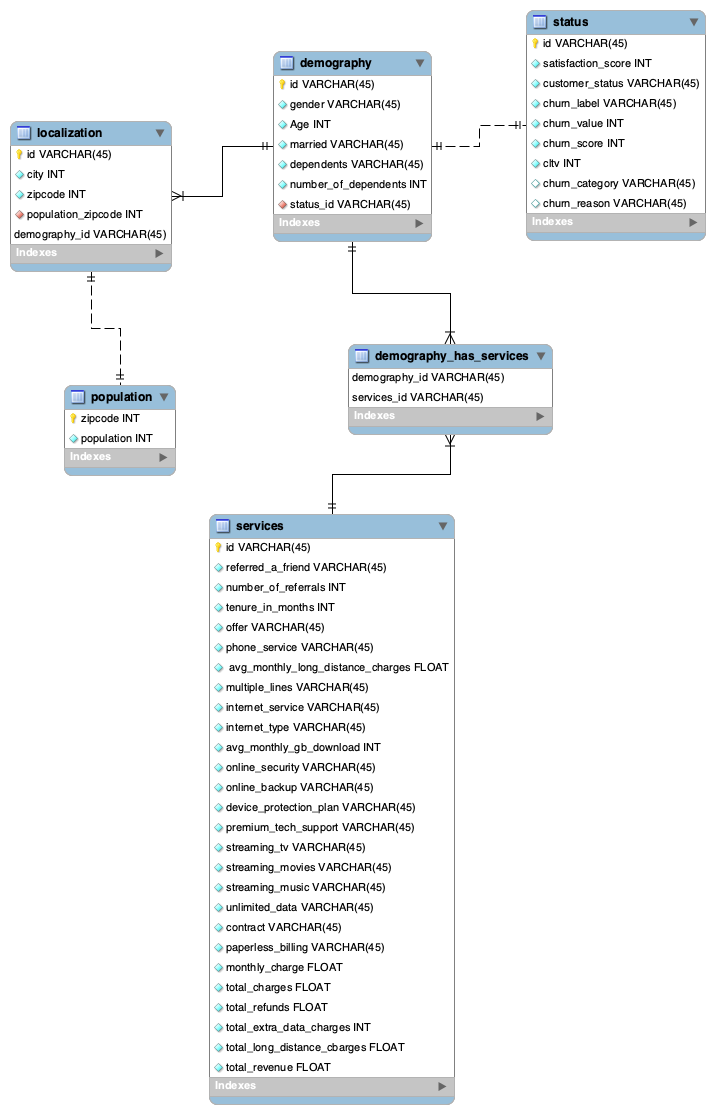 status
id VARCHAR(45)
satisfaction_score INT
customer_status VARCHAR(45)
churn_label VARCHAR(45)
churn_value INT
churn_score INT
cltv INT
churn_category VARCHAR(45)
churn_reason VARCHAR(45)
Indexes
demography
id VARCHAR(45)
gender VARCHAR(45)
Age INT
married VARCHAR(45)
dependents VARCHAR(45)
number_of_dependents INT
status_id VARCHAR(45)
Indexes
localization
id VARCHAR(45)
city INT
zipcode INT
population_zipcode INT
demography_id VARCHAR(45)
Indexes
demography_has_services
demography_id VARCHAR(45)
services_id VARCHAR(45)
Indexes
population
zipcode INT
population INT
Indexes
services
id VARCHAR(45)
referred_a_friend VARCHAR(45)
number_of_referrals INT
tenure_in_months INT
offer VARCHAR(45)
phone_service VARCHAR(45)
avg_monthly_long_distance_charges FLOAT
multiple_lines VARCHAR(45)
internet_service VARCHAR(45)
internet_type VARCHAR(45)
avg_monthly_gb_download INT
online_security VARCHAR(45)
online_backup VARCHAR(45)
device_protection_plan VARCHAR(45)
premium_tech_support VARCHAR(45)
streaming_tv VARCHAR(45)
streaming_movies VARCHAR(45)
streaming_music VARCHAR(45)
unlimited_data VARCHAR(45)
contract VARCHAR(45)
paperless_billing VARCHAR(45)
monthly_charge FLOAT
total_charges FLOAT
total_refunds FLOAT
total_extra_data_charges INT
total_long_distance_cbarges FLOAT
total_revenue FLOAT
Indexes